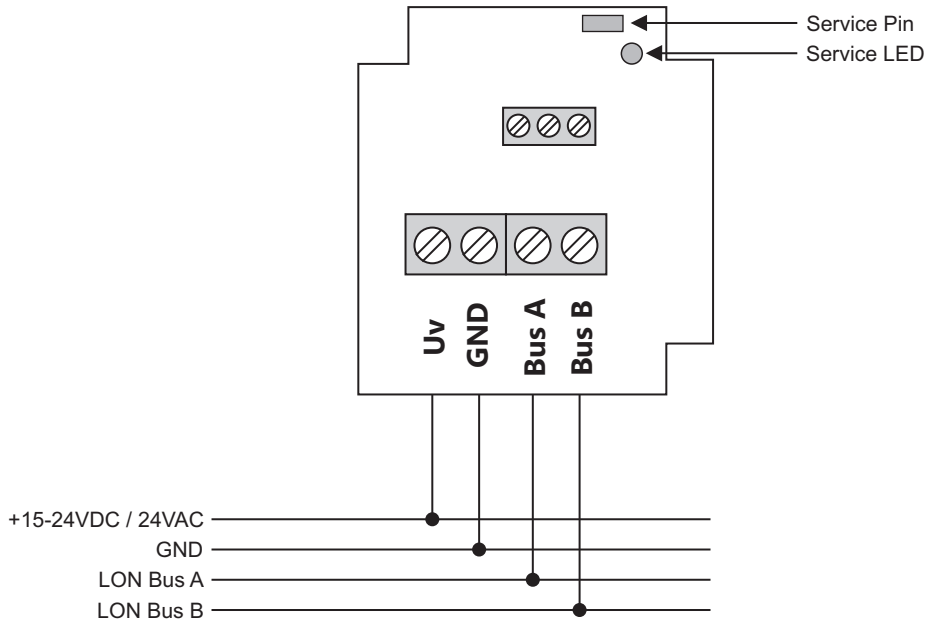 Service Pin
Service LED
Uv
GND
Bus A
Bus B
+15-24VDC / 24VAC
GND
LON Bus A
LON Bus B